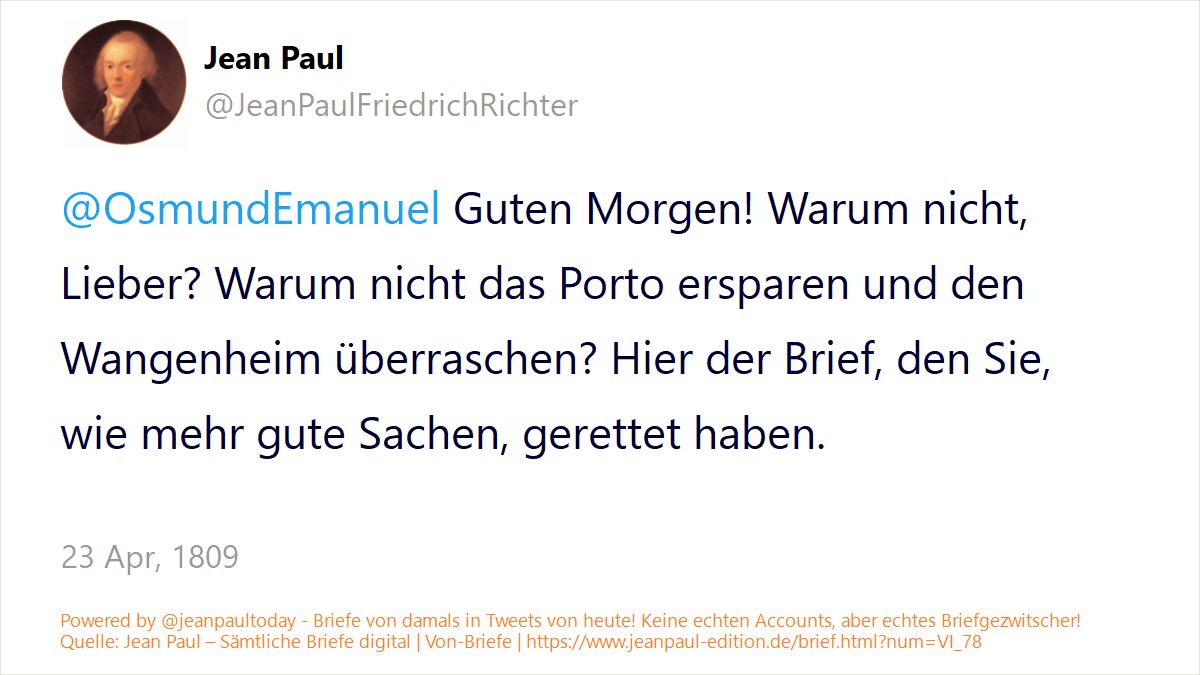 Jean Paul
@JeanPaulFriedrichRichter
@OsmundEmanuel Guten Morgen! Warum nicht,
Lieber? Warum nicht das Porto ersparen und den
Wangenheim überraschen? Hier der Brief, den Sie,
wie mehr gute Sachen, gerettet haben.
23 Apr, 1809
Powered by @jeanpaultoday - Briefe von damals in Tweets von heute! Keine echten Accounts, aber echtes Briefgezwitscher!
Quelle: Jean Paul – Sämtliche Briefe digital | Von-Briefe | https://www.jeanpaul-edition.de/brief.html?num=VI_78